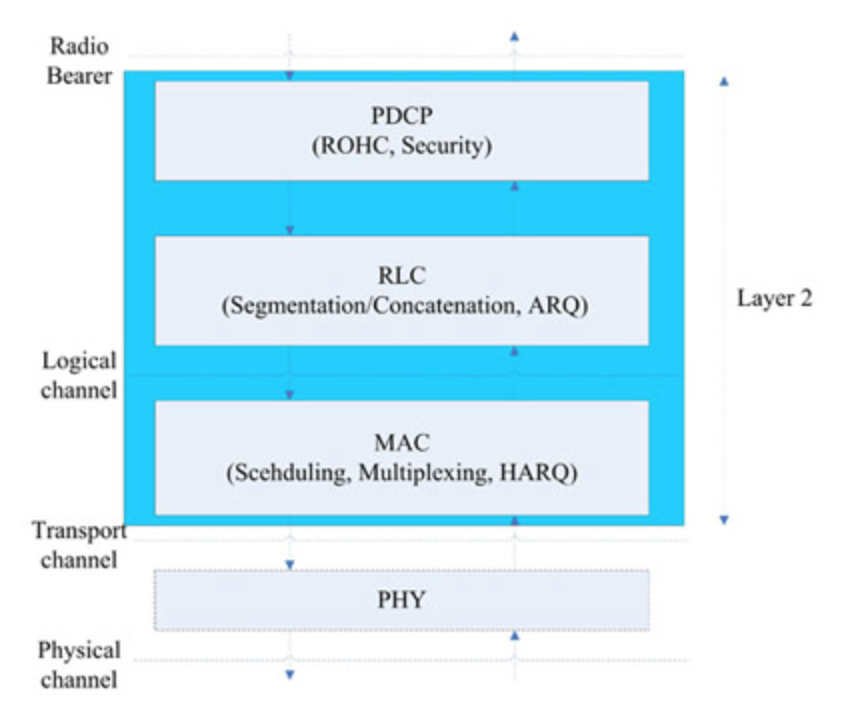 Radio
Bearer
PDCP
(ROHC, Security)
RLC
(Segmentation/Concatenation, ARQ)
Layer 2
Logical
channel
MAC
(Scehduling, Multiplexing, HARQ)
Transport
channel
PHY
Physical
channel